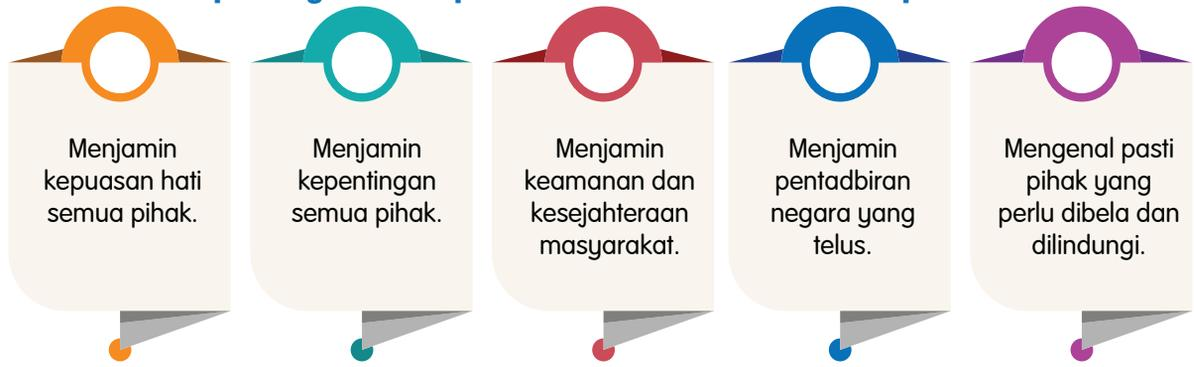 Menjamin
kepuasan hati
semua pihak.
Menjamin
kepentingan
semua pihak.
Menjamin
keamanan dan
kesejahteraan
masyarakat.
Menjamin
pentadbiran
negara yang
telus.
Mengenal pasti
pihak yang
perlu dibela dan
dilindungi.